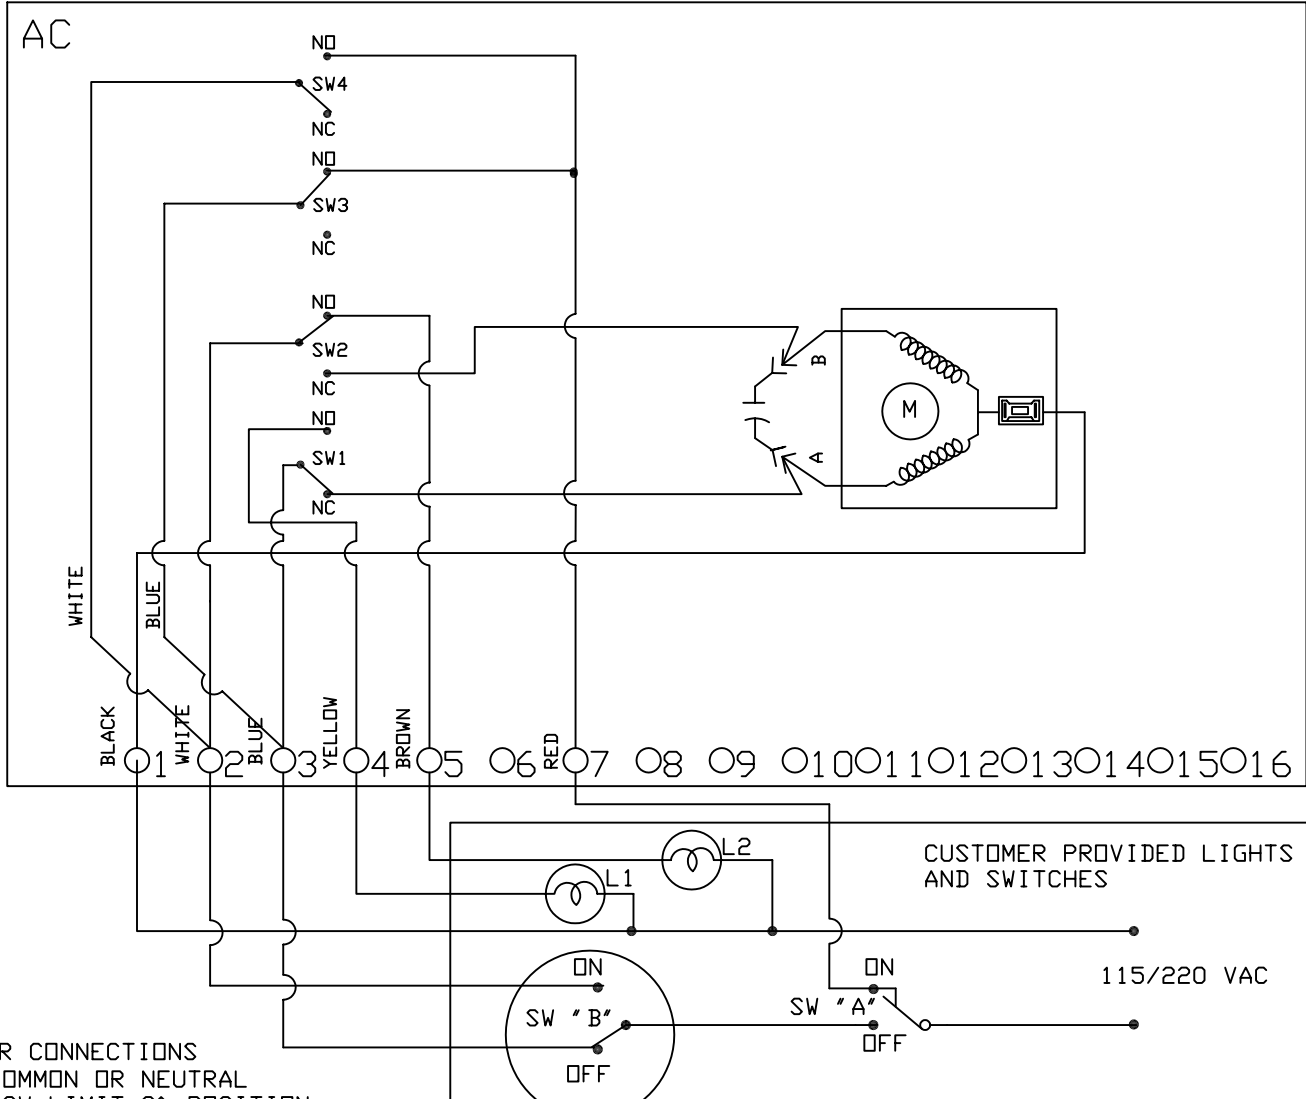 AC
NO
SW4
NC
NO
SW3
NC
NO
SW2
NC
NO
SW1
NC
B
M
A
WHITE
BLUE
BLACK
WHITE
BLUE
YELLOW
BROWN
RED
1 2 3 4 5 6 7 8 9 10 11 12 13 14 15 16
L2
L1
CUSTOMER PROVIDED LIGHTS
AND SWITCHES
ON
SW "B"
OFF
ON
SW "A"
OFF
115/220 VAC
R CONNECTIONS
OMMON OR NEUTRAL